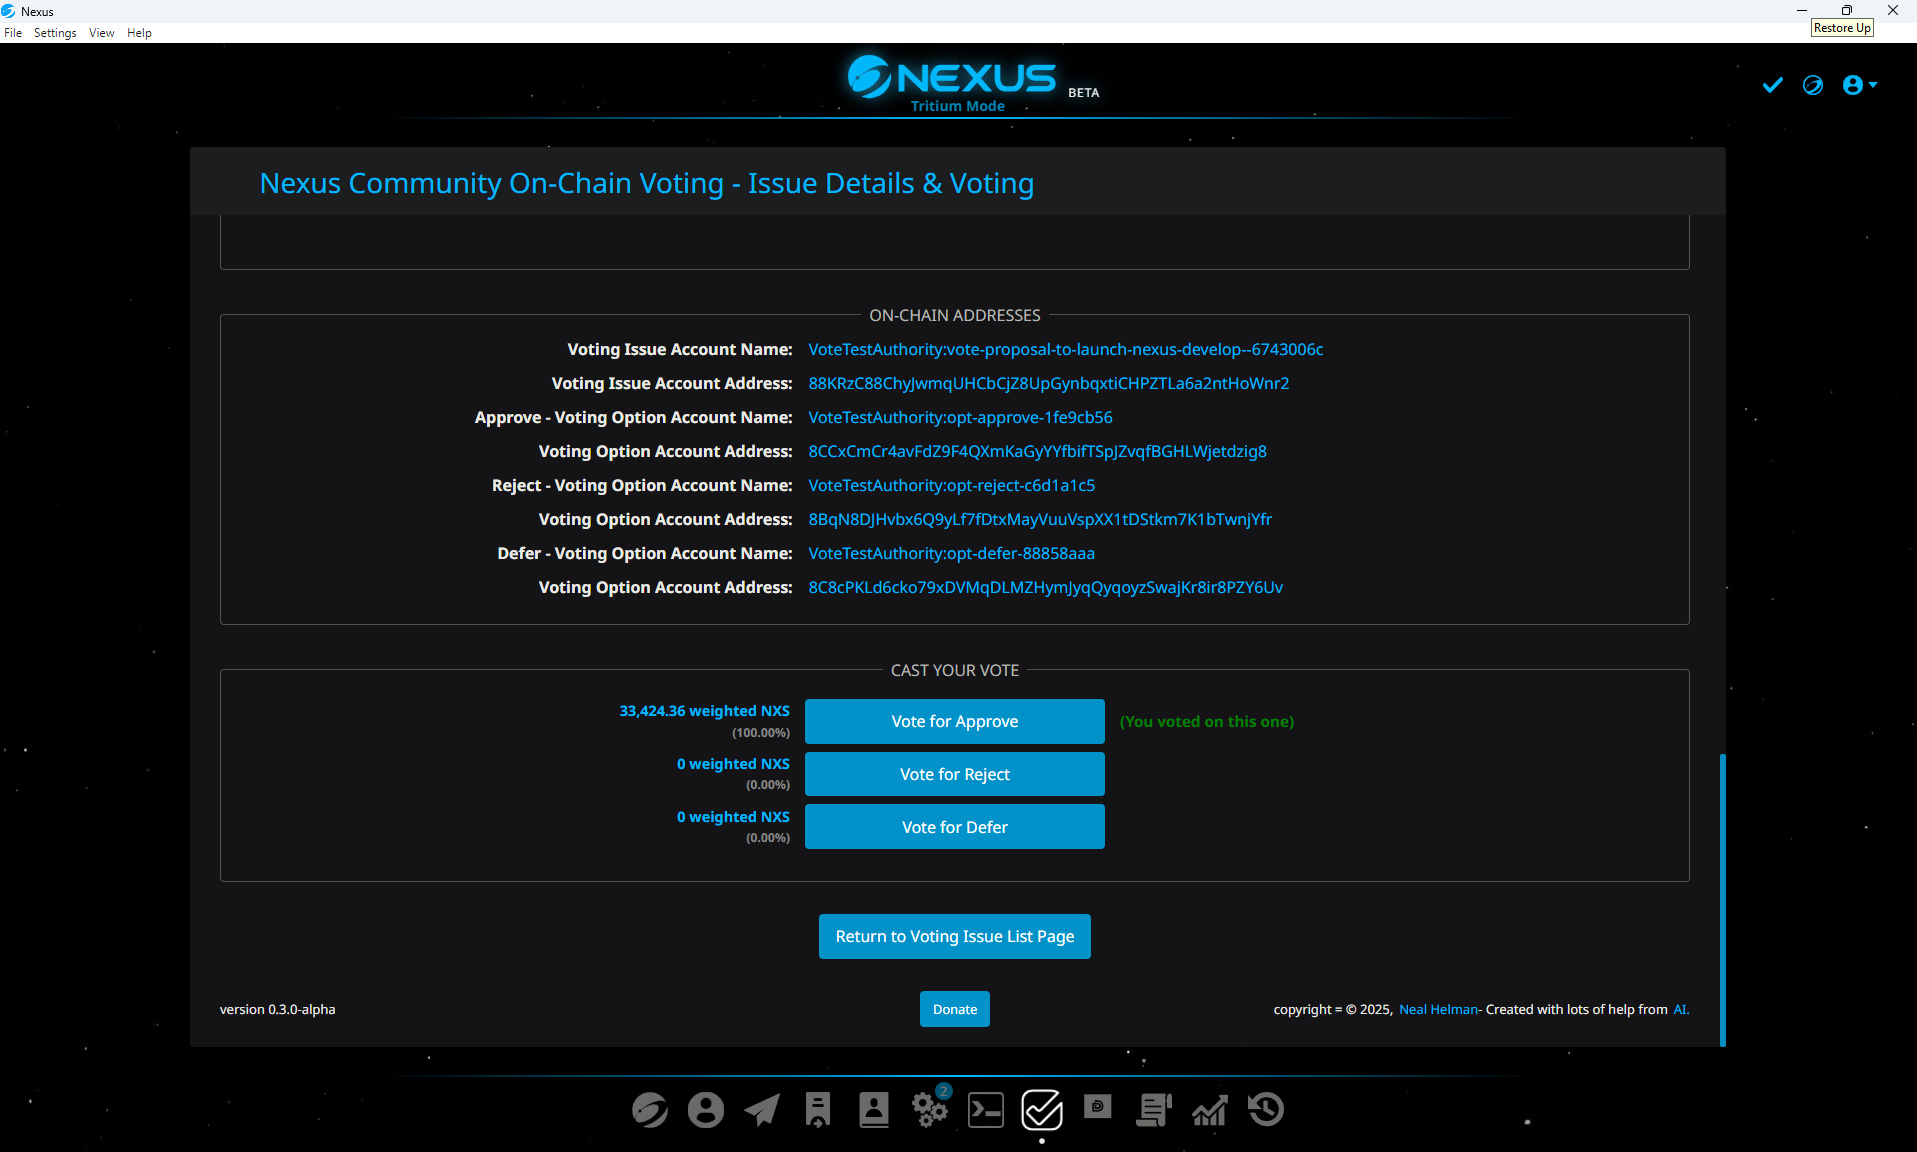 Nexus
File Settings View Help
Restore Up
NEXUS BETA
Tritium Mode
Nexus Community On-Chain Voting - Issue Details & Voting
ON-CHAIN ADDRESSES
Voting Issue Account Name: VoteTestAuthority:vote-proposal-to-launch-nexus-develop--6743006c
Voting Issue Account Address: 88KRzC88ChyJwmqUHCbCjZ8UpGynbqxtiCHPZTLa6a2ntHoWnr2
Approve - Voting Option Account Name: VoteTestAuthority:opt-approve-1fe9cb56
Voting Option Account Address: 8CCxCmCr4avFdZ9F4QXmKaGyYYfbifTSpJZvqfBGHLWjetdzig8
Reject - Voting Option Account Name: VoteTestAuthority:opt-reject-c6d1a1c5
Voting Option Account Address: 8BqN8DJHvbx6Q9yLf7fDtxMayVuuVspXX1tDStkm7K1bTwnjYfr
Defer - Voting Option Account Name: VoteTestAuthority:opt-defer-88858aaa
Voting Option Account Address: 8C8cPKLd6cko79xDVMqDLMZHymJyqQyqoyzSwajKr8ir8PZY6Uv
CAST YOUR VOTE
33,424.36 weighted NXS
(100.00%)
Vote for Approve
(You voted on this one)
0 weighted NXS
(0.00%)
Vote for Reject
0 weighted NXS
(0.00%)
Vote for Defer
Return to Voting Issue List Page
version 0.3.0-alpha
Donate
copyright = © 2025, Neal Helman- Created with lots of help from AI.
2
D